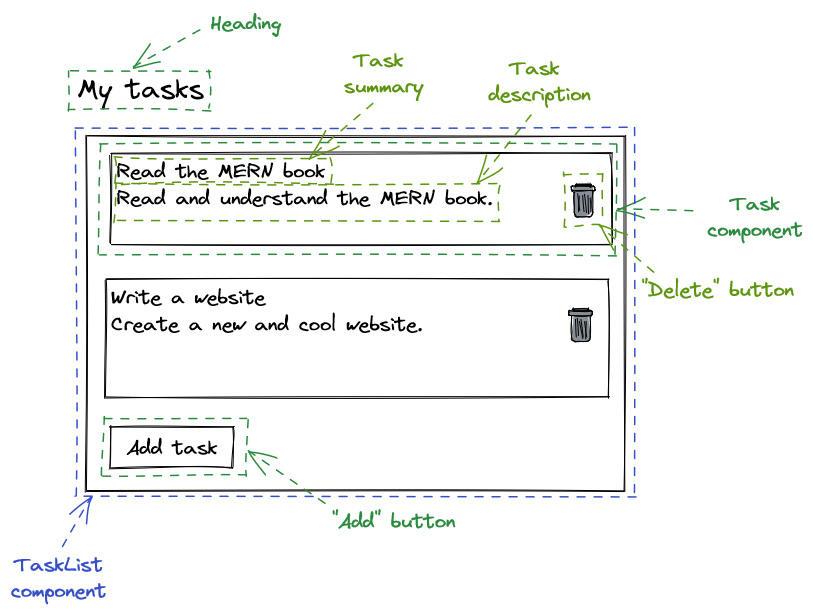 Heading
My tasks
Task
summary
Task
description
Read the MERN book
Read and understand the MERN book.
Task
component
"Delete" button
Write a website
Create a new and cool website.
Add task
"Add" button
TaskList
component